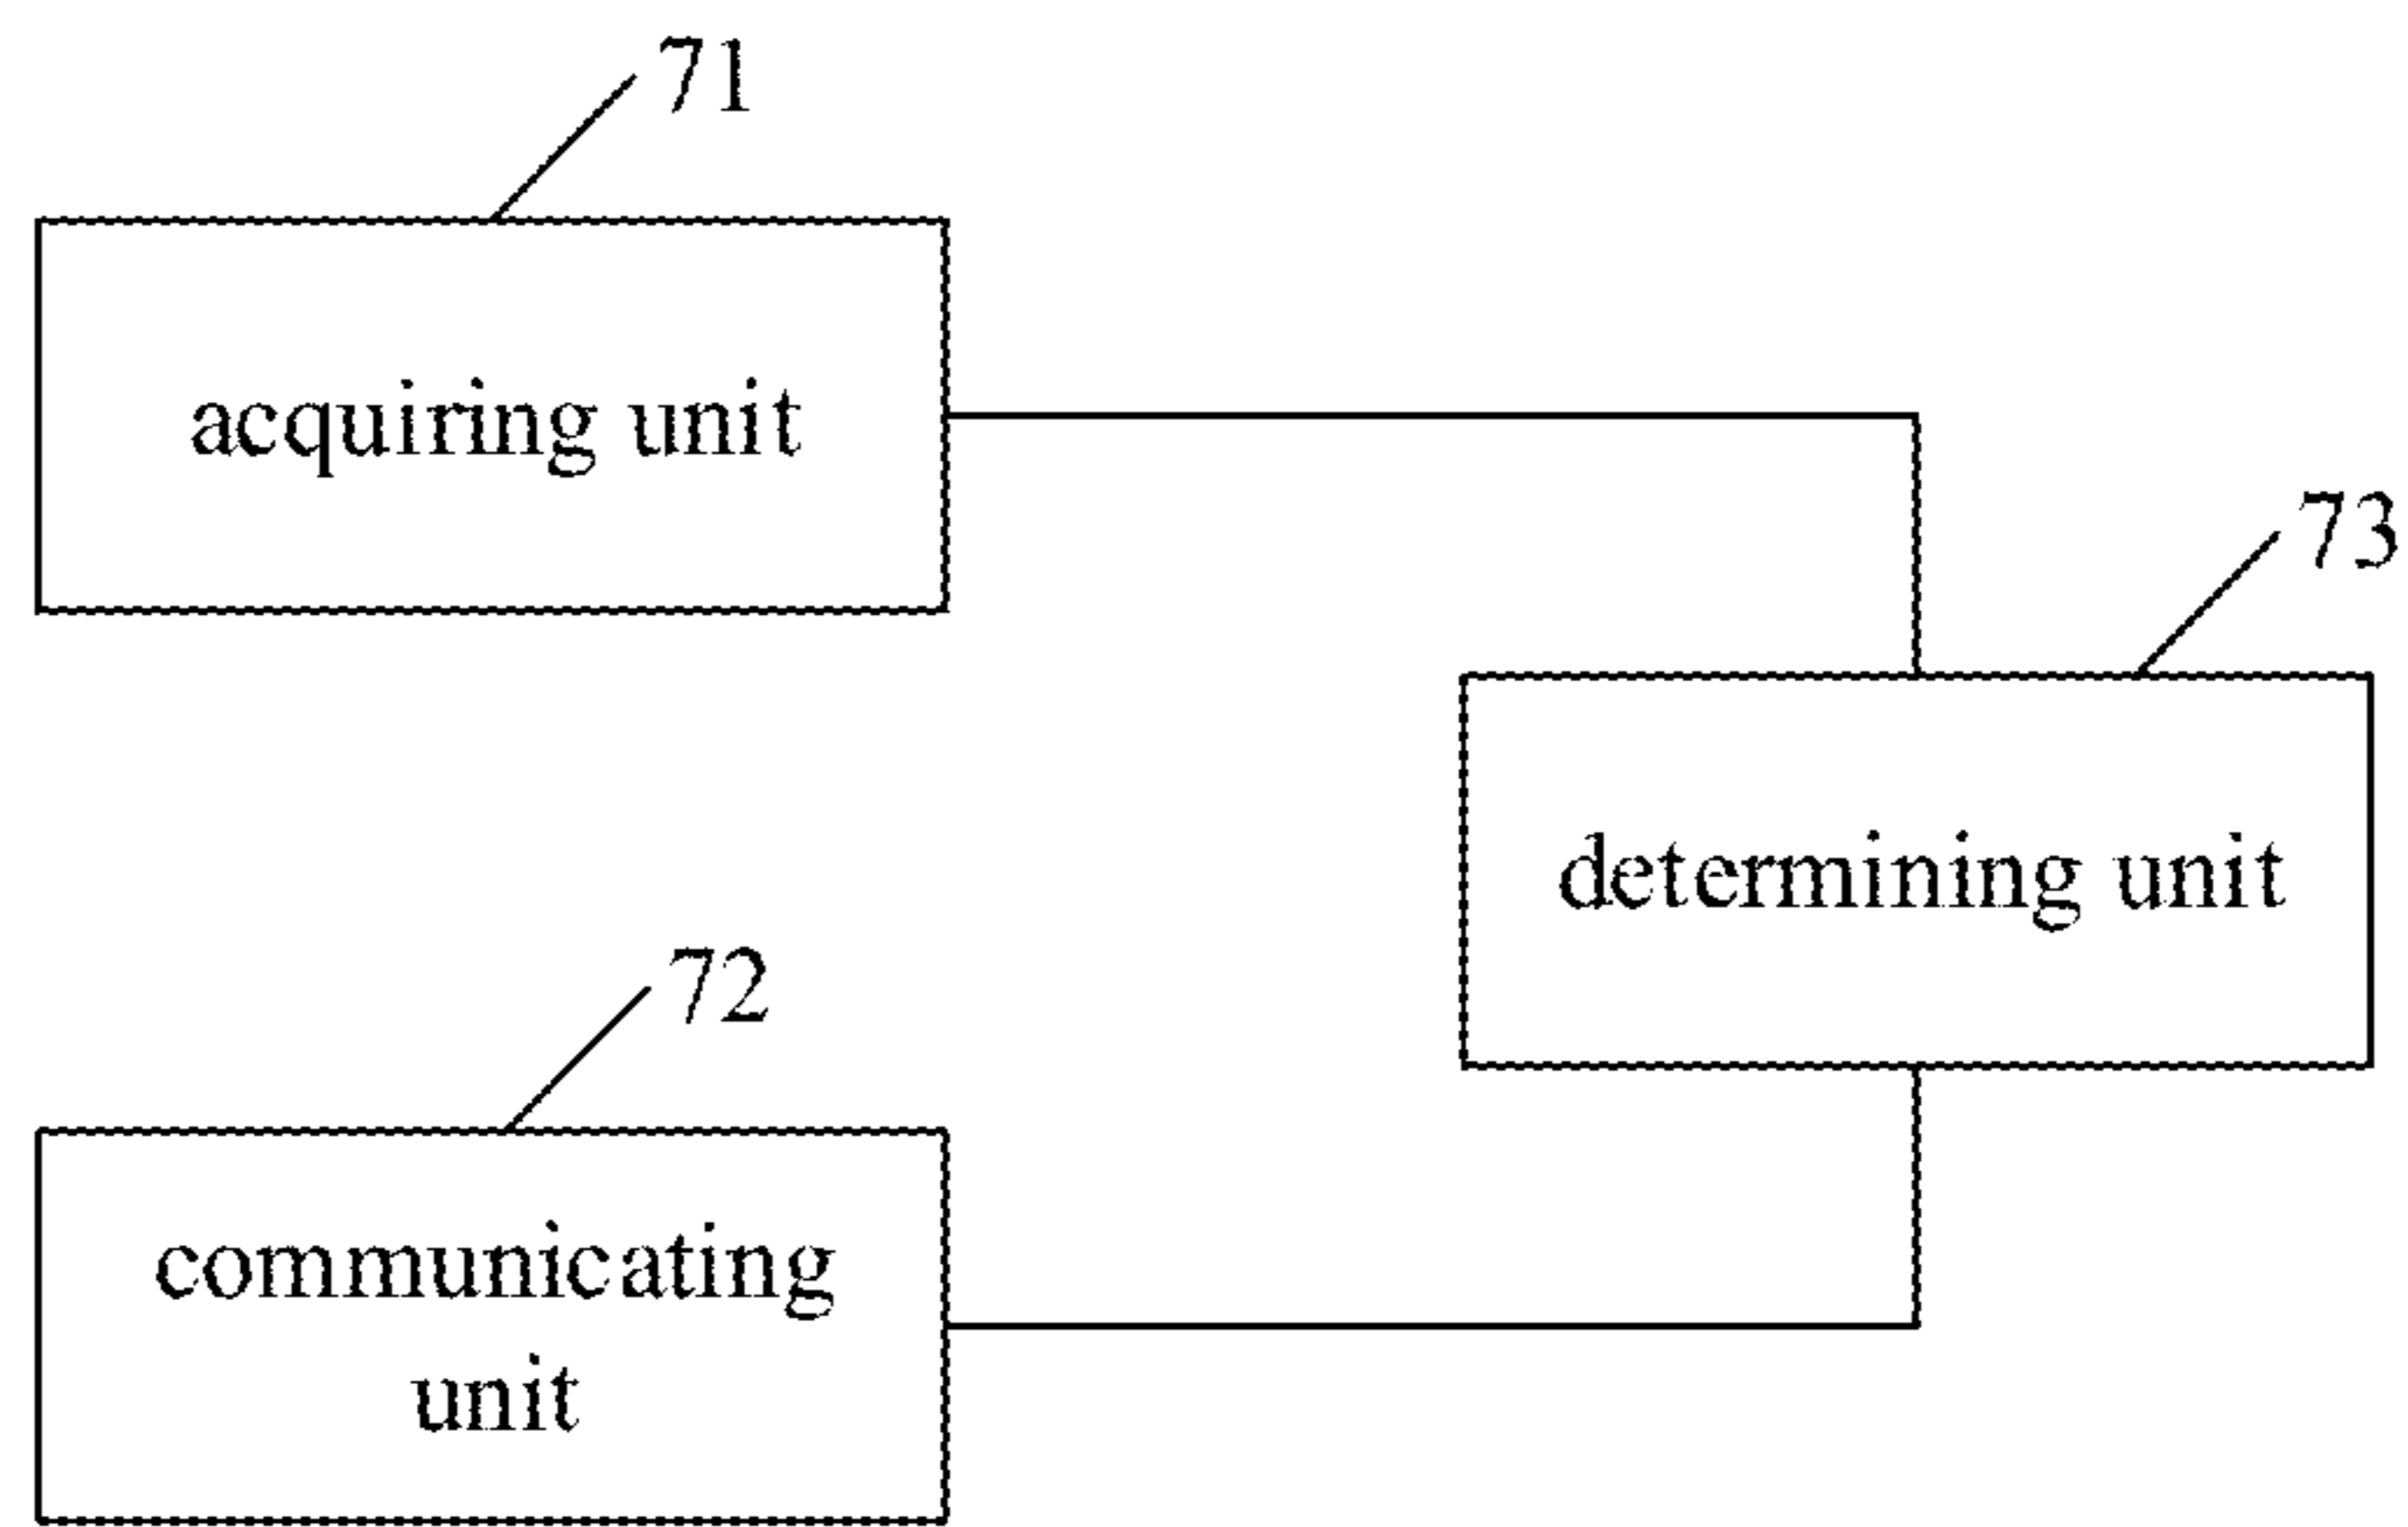 71
acquiring unit
73
determining unit
72
communicating
unit